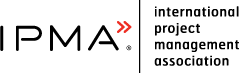 IPMA®
international
project
management
association